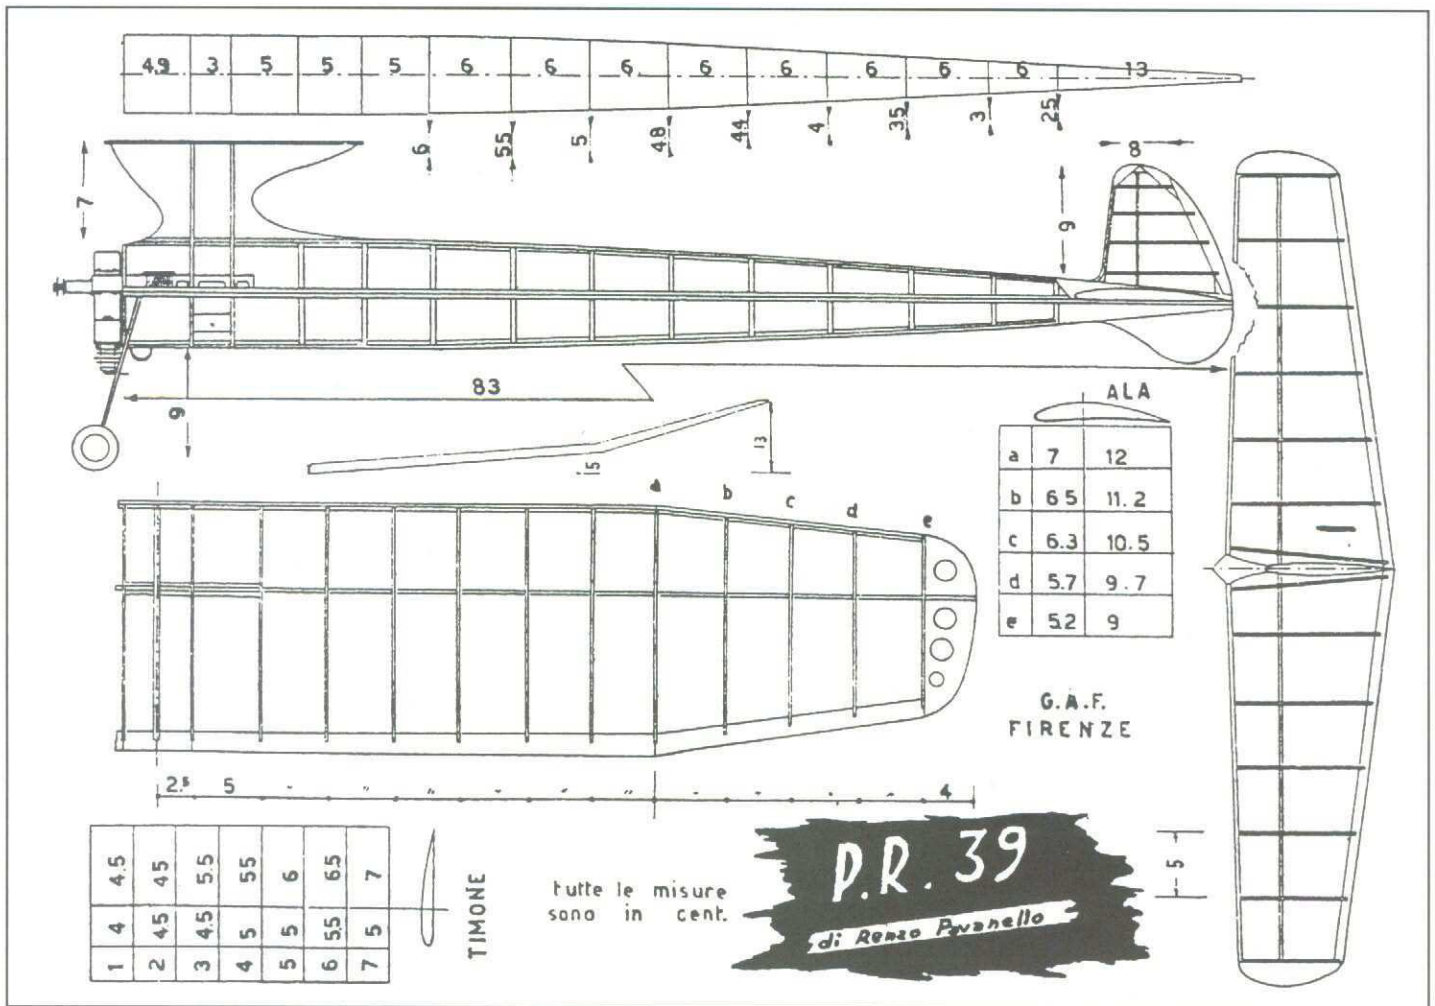 4.9 3 5 5 5 6 6 6 6 6 6 6 6 13
6 5.5 5 4.8 4.4 4 3.5 3 2.5
7
8
9
83
9
15
13
ALA
a 7 12
b 6.5 11.2
c 6.3 10.5
d 5.7 9.7
e 5.2 9
a b c d e
G.A.F.
FIRENZE
2.5 5 " " " " " " " " " " 4
4.5 4.5 5.5 5.5 6 6.5 7
4 4.5 4.5 5 5 5.5 5
1 2 3 4 5 6 7
TIMONE
tutte le misure
sono in cent.
P.R. 39
di Renzo Pavanello
5